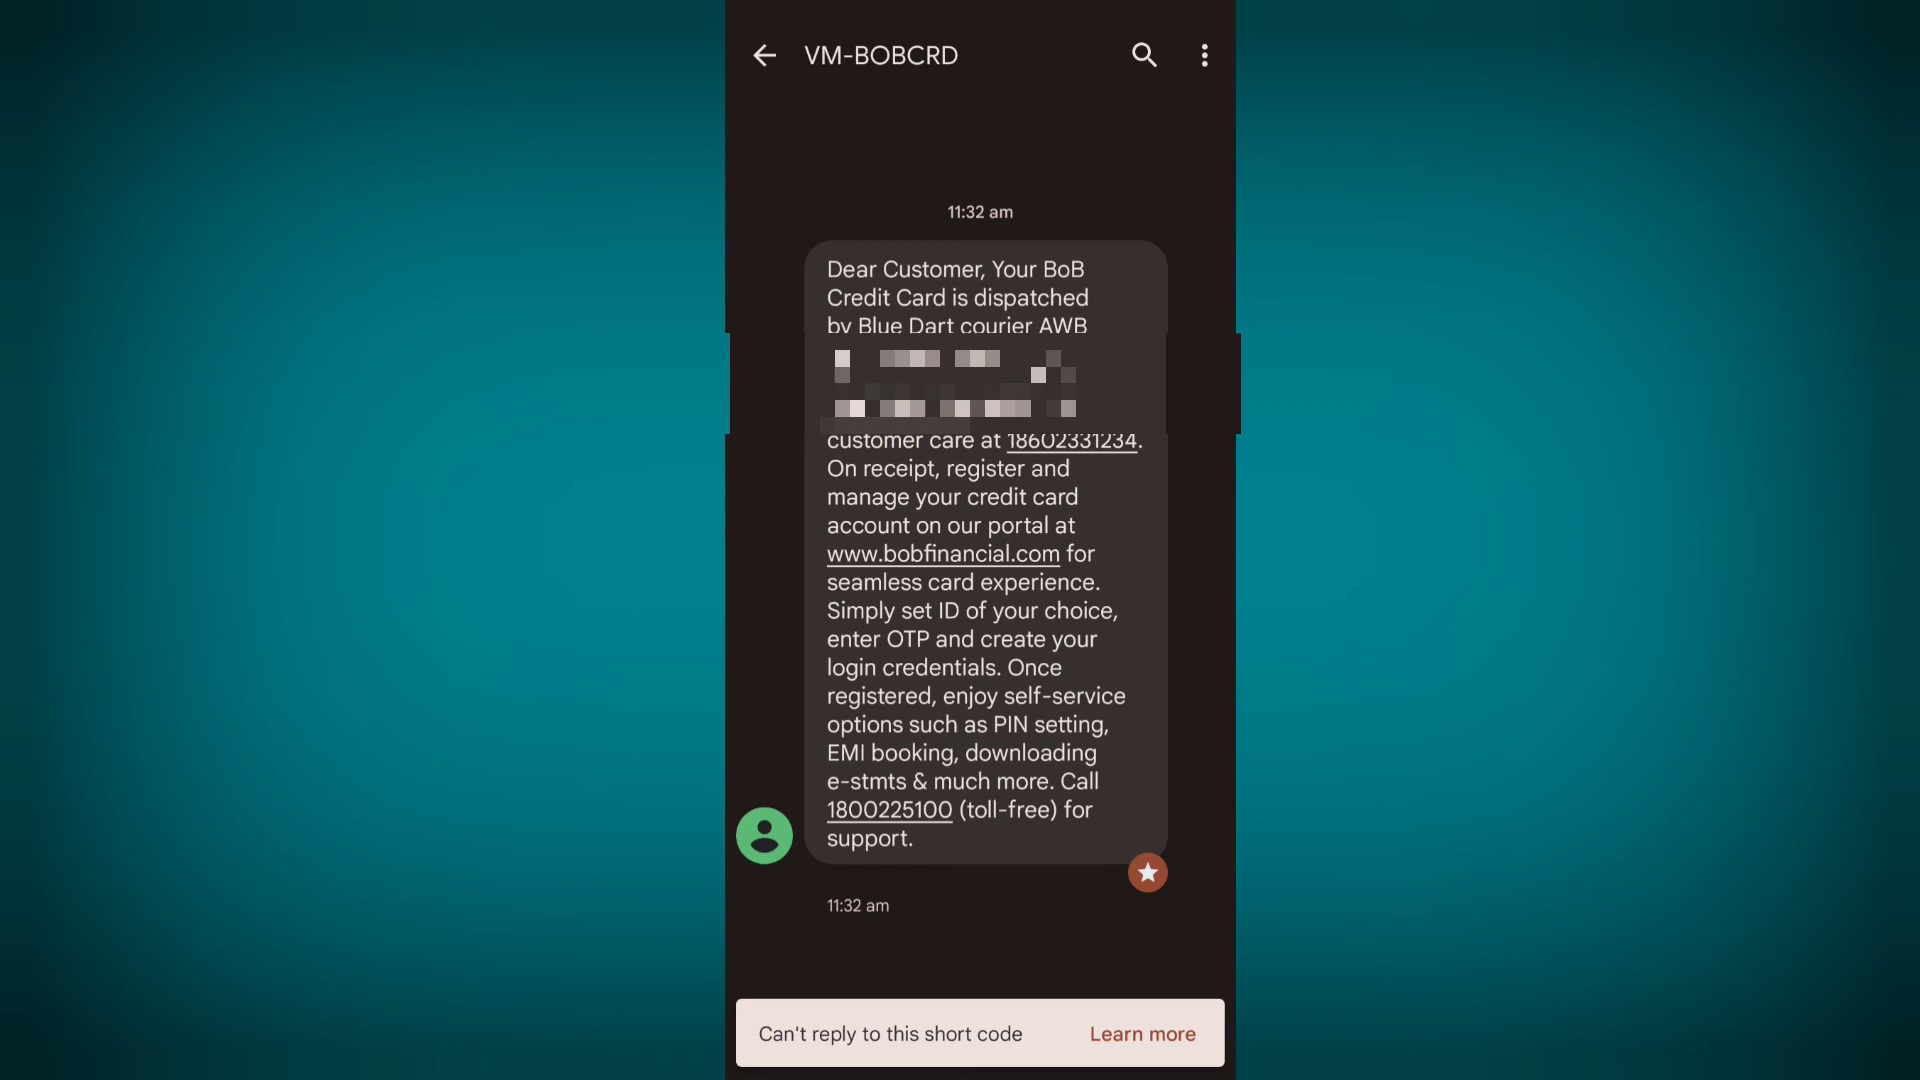 VM-BOBCRD
11:32 am
Dear Customer, Your BoB
Credit Card is dispatched
by Blue Dart courier AWB
customer care at 18602331234.
On receipt, register and
manage your credit card
account on our portal at
www.bobfinancial.com for
seamless card experience.
Simply set ID of your choice,
enter OTP and create your
login credentials. Once
registered, enjoy self-service
options such as PIN setting,
EMI booking, downloading
e-stmts & much more. Call
1800225100 (toll-free) for
support.
11:32 am
Can't reply to this short code
Learn more